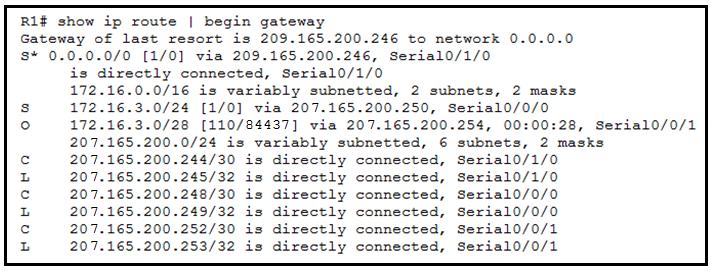 R1# show ip route | begin gateway
Gateway of last resort is 209.165.200.246 to network 0.0.0.0
S* 0.0.0.0/0 [1/0] via 209.165.200.246, Serial0/1/0
is directly connected, Serial0/1/0
172.16.0.0/16 is variably subnetted, 2 subnets, 2 masks
S 172.16.3.0/24 [1/0] via 207.165.200.250, Serial0/0/0
O 172.16.3.0/28 [110/84437] via 207.165.200.254, 00:00:28, Serial0/0/1
207.165.200.0/24 is variably subnetted, 6 subnets, 2 masks
C 207.165.200.244/30 is directly connected, Serial0/1/0
L 207.165.200.245/32 is directly connected, Serial0/1/0
C 207.165.200.248/30 is directly connected, Serial0/0/0
L 207.165.200.249/32 is directly connected, Serial0/0/0
C 207.165.200.252/30 is directly connected, Serial0/0/1
L 207.165.200.253/32 is directly connected, Serial0/0/1